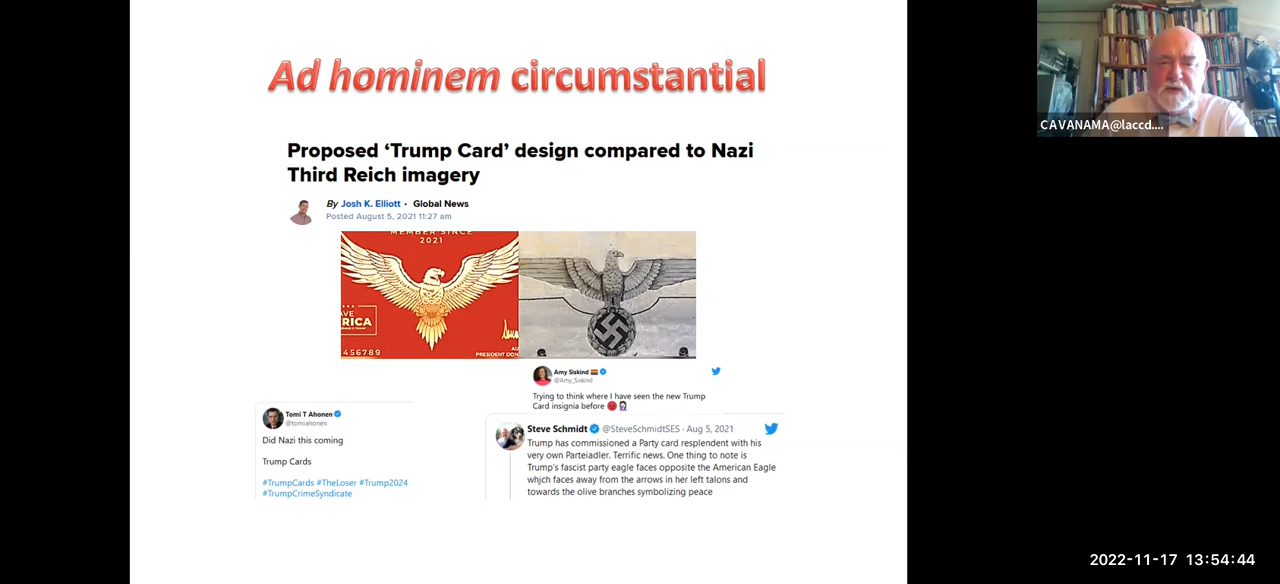 Ad hominem circumstantial
CAVANAMA@laccd....
Proposed ‘Trump Card’ design compared to Nazi
Third Reich imagery
By Josh K. Elliott · Global News
Posted August 5, 2021 11:27 am
MEMBER SINCE
2021
AVE
RICA
456789
PRESIDENT DON
Amy Siskind
@Amy_Siskind
Trying to think where I have seen the new Trump
Card insignia before
Tomi T Ahonen
@tomiahonen
Did Nazi this coming
Trump Cards
#TrumpCards #TheLoser #Trump2024
#TrumpCrimeSyndicate
Steve Schmidt @SteveSchmidtSES · Aug 5, 2021
Trump has commissioned a Party card resplendent with his
very own Parteiadler. Terrific news. One thing to note is
Trump's fascist party eagle faces opposite the American Eagle
which faces away from the arrows in her left talons and
towards the olive branches symbolizing peace
2022-11-17 13:54:44